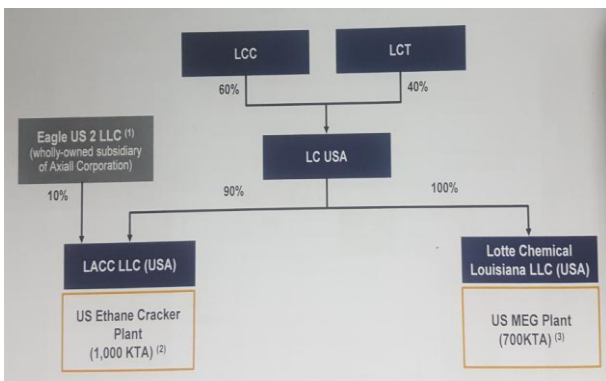 LCC
LCT
60%
40%
Eagle US 2 LLC (1)
(wholly-owned subsidiary
of Axiall Corporation)
LC USA
10%
90%
100%
LACC LLC (USA)
Lotte Chemical
Louisiana LLC (USA)
US Ethane Cracker
Plant
(1,000 KTA) (2)
US MEG Plant
(700KTA) (3)